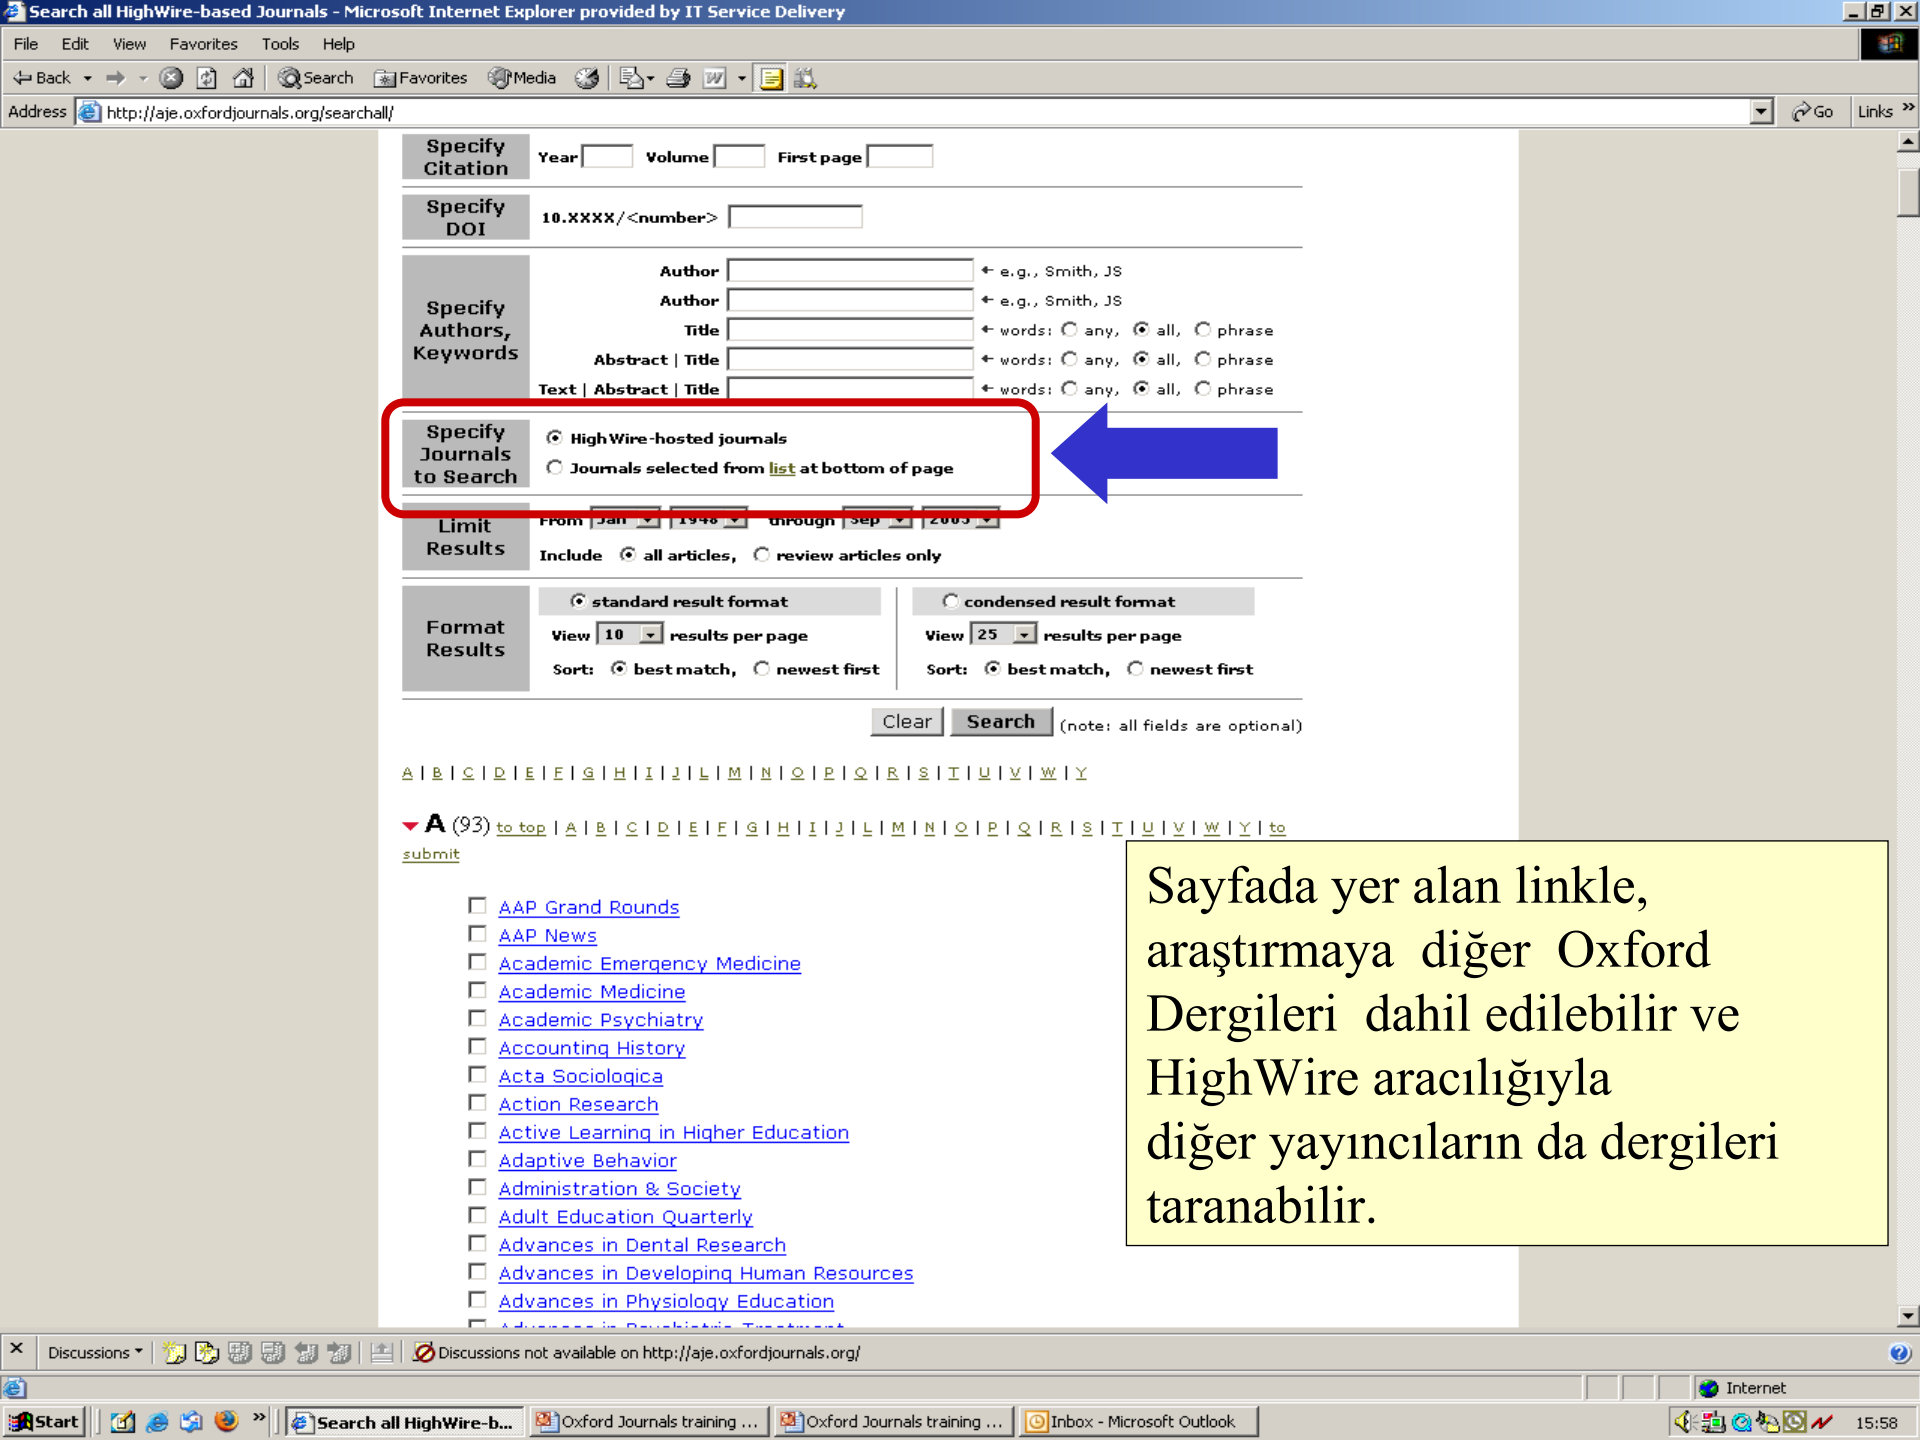 Search all HighWire-based Journals - Microsoft Internet Explorer provided by IT Service Delivery
File Edit View Favorites Tools Help
Back Search Favorites Media
Address http://aje.oxfordjournals.org/searchall/ Go Links »
Specify Citation Year Volume First page
Specify DOI 10.XXXX/<number>
Specify Authors, Keywords
Author e.g., Smith, JS
Author e.g., Smith, JS
Title words: any, all, phrase
Abstract | Title words: any, all, phrase
Text | Abstract | Title words: any, all, phrase
Specify Journals to Search
HighWire-hosted journals
Journals selected from list at bottom of page
Limit Results
From Jan 1948 through Sep 2005
Include all articles, review articles only
Format Results
standard result format condensed result format
View 10 results per page View 25 results per page
Sort: best match, newest first Sort: best match, newest first
Clear Search (note: all fields are optional)
A | B | C | D | E | F | G | H | I | J | L | M | N | O | P | Q | R | S | T | U | V | W | Y
A (93) to top | A | B | C | D | E | F | G | H | I | J | L | M | N | O | P | Q | R | S | T | U | V | W | Y | to
submit
AAP Grand Rounds
AAP News
Academic Emergency Medicine
Academic Medicine
Academic Psychiatry
Accounting History
Acta Sociologica
Action Research
Active Learning in Higher Education
Adaptive Behavior
Administration & Society
Adult Education Quarterly
Advances in Dental Research
Advances in Developing Human Resources
Advances in Physiology Education
Advances in Psychiatric Treatment
Sayfada yer alan linkle,
araştırmaya diğer Oxford
Dergileri dahil edilebilir ve
HighWire aracılığıyla
diğer yayıncıların da dergileri
taranabilir.
Discussions Discussions not available on http://aje.oxfordjournals.org/
Internet
Start » Search all HighWire-b... Oxford Journals training ... Oxford Journals training ... Inbox - Microsoft Outlook 15:58